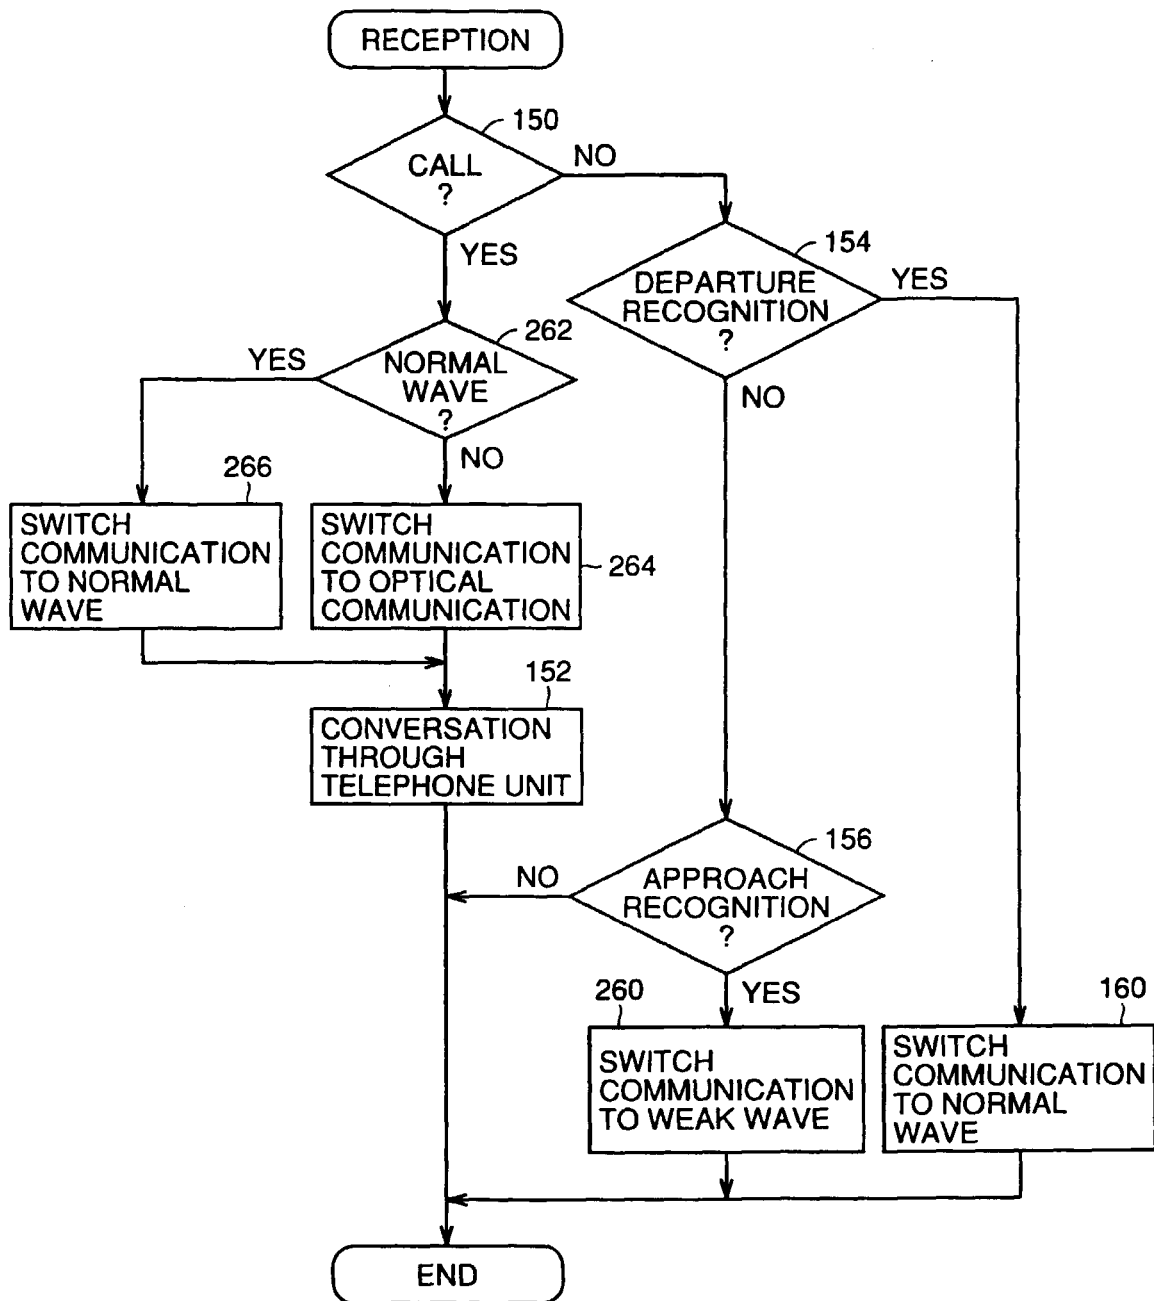 RECEPTION
150
CALL
?
NO
YES
154
DEPARTURE
RECOGNITION
?
YES
NO
262
NORMAL
WAVE
?
YES
NO
266
SWITCH
COMMUNICATION
TO NORMAL
WAVE
SWITCH
COMMUNICATION
TO OPTICAL
COMMUNICATION
264
152
CONVERSATION
THROUGH
TELEPHONE UNIT
156
APPROACH
RECOGNITION
?
NO
YES
260
SWITCH
COMMUNICATION
TO WEAK WAVE
160
SWITCH
COMMUNICATION
TO NORMAL
WAVE
END